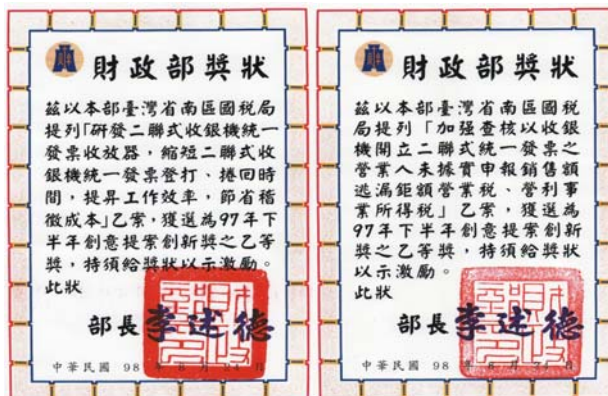 財政部獎狀
茲以本部臺灣省南區國稅局
提列「研發二聯式收銀機統一
發票收放器，縮短二聯式收
銀機統一發票登打、捲回時
間，提昇工作效率，節省稽
徵成本」乙案，獲選為97年下
半年創意提案創新獎之乙等
獎，特頒給獎狀以示激勵。
此狀
部長李述德
中華民國 98 年 8 月 24 日
財政部獎狀
茲以本部臺灣省南區國稅
局提列「加強查核以收銀
機開立二聯式統一發票之
營業人未據實申報銷售額
逃漏鉅額營業稅、營利事
業所得稅」乙案，獲選為
97年下半年創意提案創新
獎之乙等獎，特頒給獎狀
以示激勵。
此狀
部長李述德
中華民國 98 年 8 月 24 日